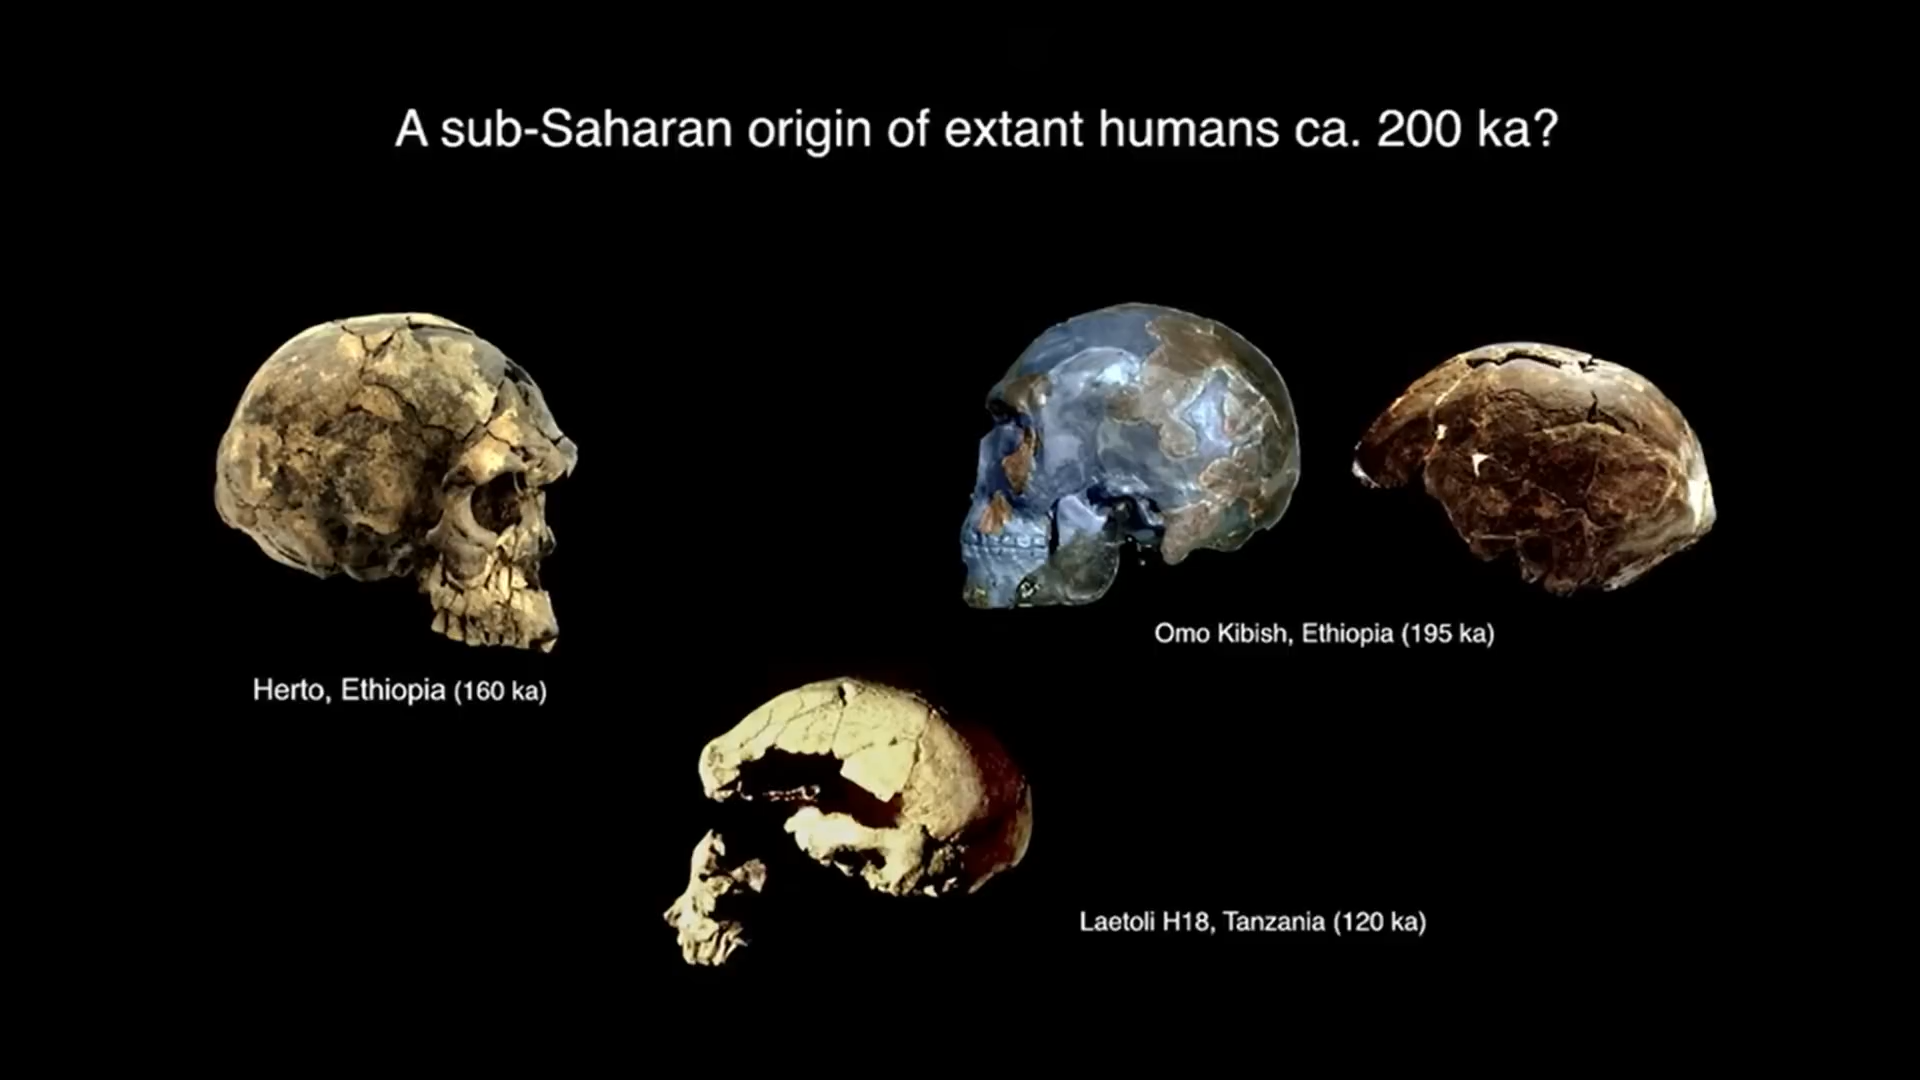 A sub-Saharan origin of extant humans ca. 200 ka?
Omo Kibish, Ethiopia (195 ka)
Herto, Ethiopia (160 ka)
Laetoli H18, Tanzania (120 ka)